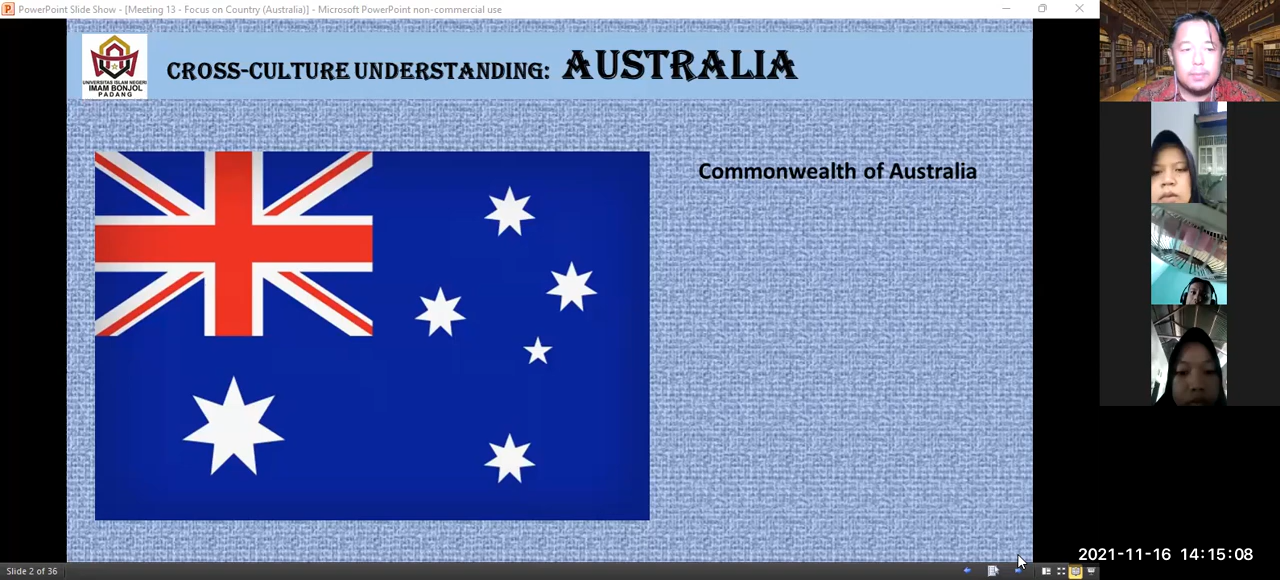 PowerPoint Slide Show - [Meeting 13 - Focus on Country (Australia)] - Microsoft PowerPoint non-commercial use
CROSS-CULTURE UNDERSTANDING: AUSTRALIA
UNIVERSITAS ISLAM NEGERI
IMAM BONJOL
PADANG
Commonwealth of Australia
2021-11-16 14:15:08
Slide 2 of 36